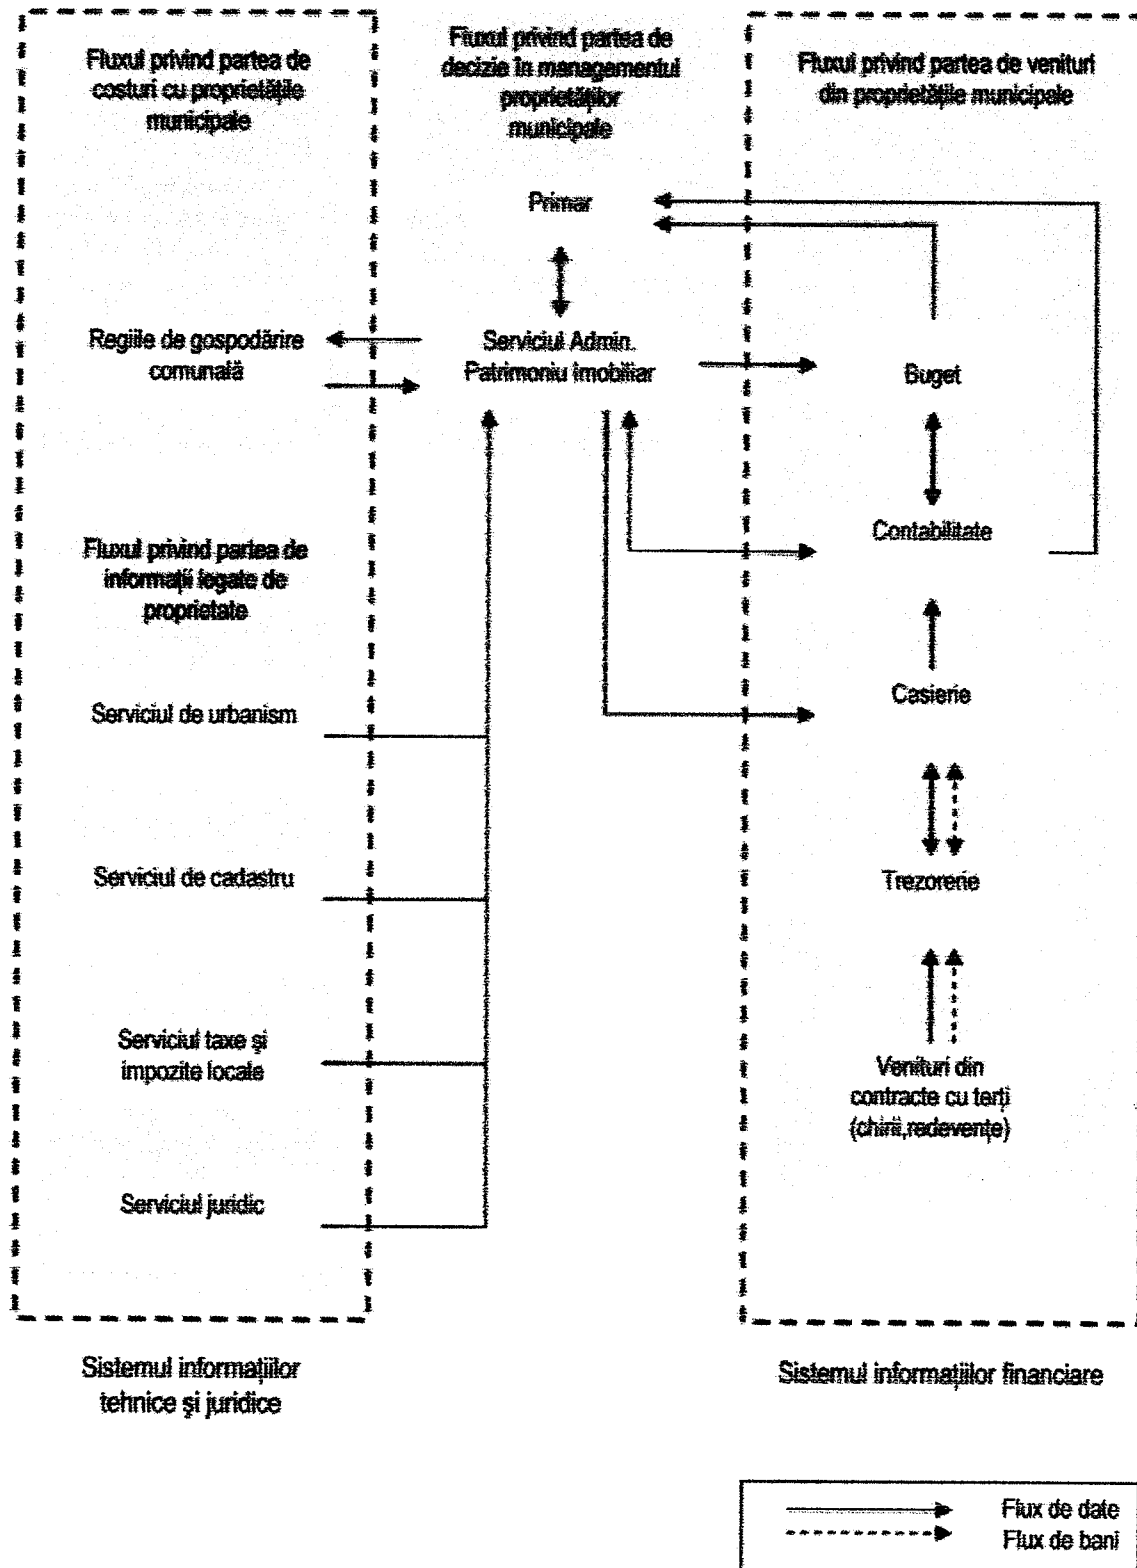 Fluxul privind partea de
costuri cu proprietățile
municipale
Fluxul privind partea de
decizie în managementul
proprietăților
municipale
Fluxul privind partea de venituri
din proprietățile municipale
Primar
Regiile de gospodărire
comunală
Serviciul Admin.
Patrimoniu Imobiliar
Buget
Contabilitate
Fluxul privind partea de
informații legate de
proprietate
Casierie
Serviciul de urbanism
Serviciul de cadastru
Trezorerie
Serviciul taxe și
impozite locale
Venituri din
contracte cu terți
(chirii,redevențe)
Serviciul juridic
Sistemul informațiilor
tehnice și juridice
Sistemul informațiilor financiare
Flux de date
Flux de bani